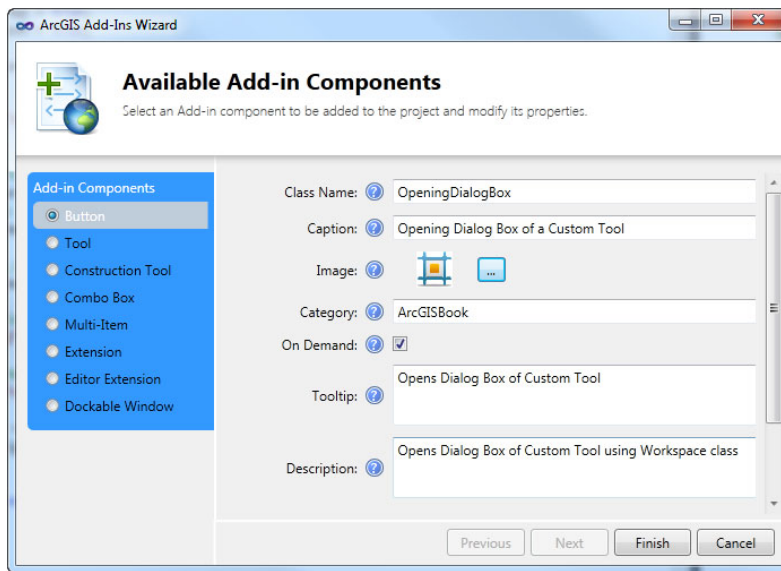 ArcGIS Add-Ins Wizard
Available Add-in Components
Select an Add-in component to be added to the project and modify its properties.
Add-in Components
Button
Tool
Construction Tool
Combo Box
Multi-Item
Extension
Editor Extension
Dockable Window
Class Name: OpeningDialogBox
Caption: Opening Dialog Box of a Custom Tool
Image: ...
Category: ArcGISBook
On Demand:
Tooltip: Opens Dialog Box of Custom Tool
Description: Opens Dialog Box of Custom Tool using Workspace class
Previous Next Finish Cancel